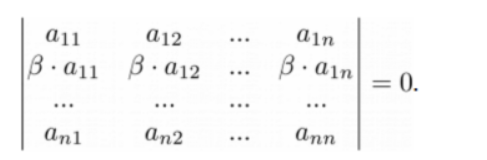 | a₁₁ a₁₂ ... a₁ₙ |
| β · a₁₁ β · a₁₂ ... β · a₁ₙ |
| ... ... ... ... | = 0.
| aₙ₁ aₙ₂ ... aₙₙ |